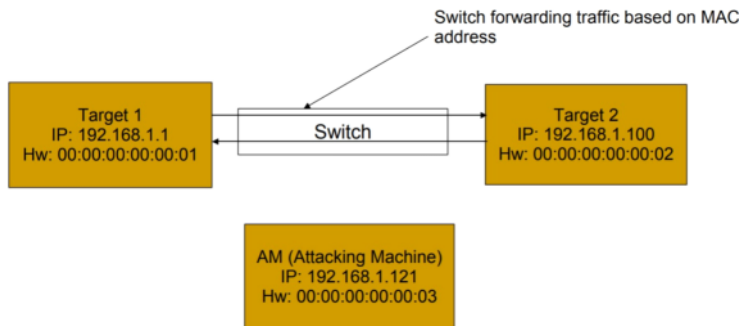 Switch forwarding traffic based on MAC
address
Target 1
IP: 192.168.1.1
Hw: 00:00:00:00:00:01
Switch
Target 2
IP: 192.168.1.100
Hw: 00:00:00:00:00:02
AM (Attacking Machine)
IP: 192.168.1.121
Hw: 00:00:00:00:00:03